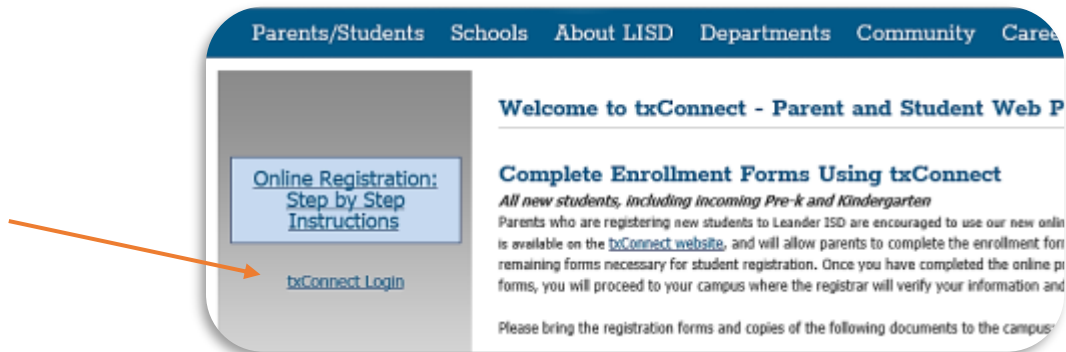 Parents/Students Schools About LISD Departments Community
Welcome to txConnect - Parent and Student Web
Online Registration:
Step by Step
Instructions
txConnect Login
Complete Enrollment Forms Using txConnect
All new students, including incoming Pre-k and Kindergarten
Parents who are registering new students to Leander ISD are encouraged to use our new
is available on the txConnect website, and will allow parents to complete the enrollment
remaining forms necessary for student registration. Once you have completed the online
forms, you will proceed to your campus where the registrar will verify your information and
Please bring the registration forms and copies of the following documents to the campus